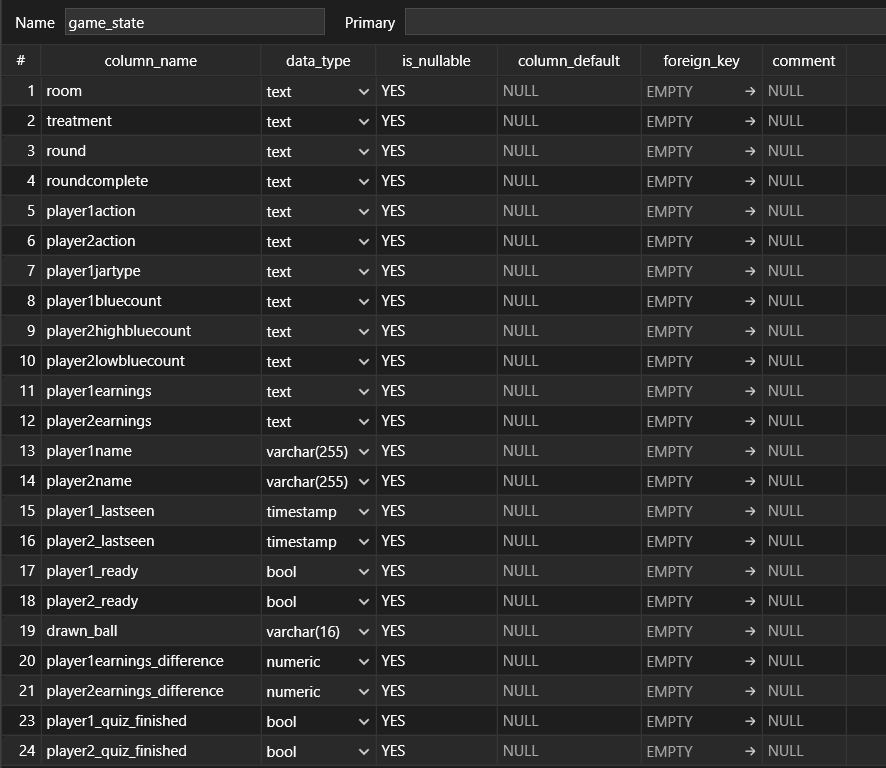 Name game_state Primary
# column_name data_type is_nullable column_default foreign_key comment
1 room text YES NULL EMPTY → NULL
2 treatment text YES NULL EMPTY → NULL
3 round text YES NULL EMPTY → NULL
4 roundcomplete text YES NULL EMPTY → NULL
5 player1action text YES NULL EMPTY → NULL
6 player2action text YES NULL EMPTY → NULL
7 player1jartype text YES NULL EMPTY → NULL
8 player1bluecount text YES NULL EMPTY → NULL
9 player2highbluecount text YES NULL EMPTY → NULL
10 player2lowbluecount text YES NULL EMPTY → NULL
11 player1earnings text YES NULL EMPTY → NULL
12 player2earnings text YES NULL EMPTY → NULL
13 player1name varchar(255) YES NULL EMPTY → NULL
14 player2name varchar(255) YES NULL EMPTY → NULL
15 player1_lastseen timestamp YES NULL EMPTY → NULL
16 player2_lastseen timestamp YES NULL EMPTY → NULL
17 player1_ready bool YES NULL EMPTY → NULL
18 player2_ready bool YES NULL EMPTY → NULL
19 drawn_ball varchar(16) YES NULL EMPTY → NULL
20 player1earnings_difference numeric YES NULL EMPTY → NULL
21 player2earnings_difference numeric YES NULL EMPTY → NULL
23 player1_quiz_finished bool YES NULL EMPTY → NULL
24 player2_quiz_finished bool YES NULL EMPTY → NULL